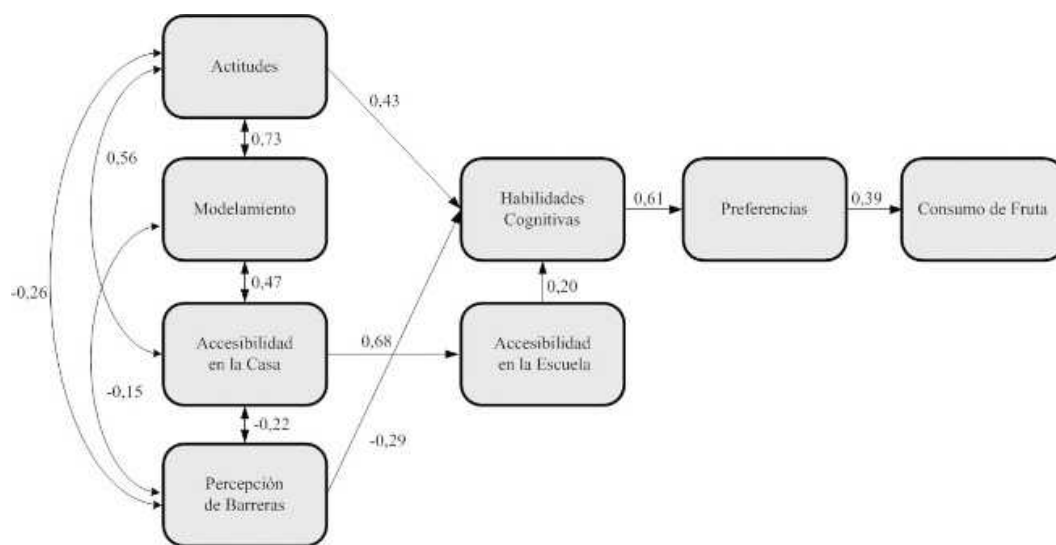 Actitudes
0,43
0,73
0,56
Modelamiento
Habilidades
Cognitivas
0,61
Preferencias
0,39
Consumo de Fruta
0,47
0,20
-0,26
Accesibilidad
en la Casa
0,68
Accesibilidad
en la Escuela
-0,15
-0,22
-0,29
Percepción
de Barreras